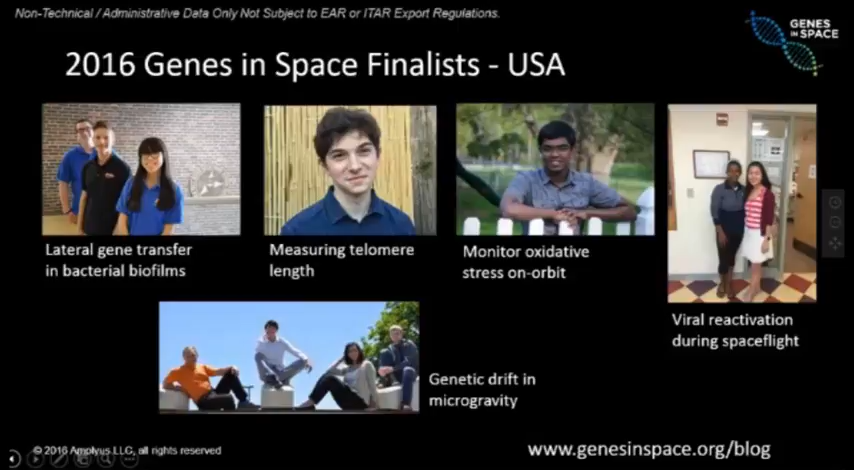 Non-Technical / Administrative Data Only Not Subject to EAR or ITAR Export Regulations.
GENES
IN SPACE
2016 Genes in Space Finalists - USA
Lateral gene transfer
in bacterial biofilms
Measuring telomere
length
Monitor oxidative
stress on-orbit
Viral reactivation
during spaceflight
Genetic drift in
microgravity
© 2016 Amplyus LLC, all rights reserved
www.genesinspace.org/blog